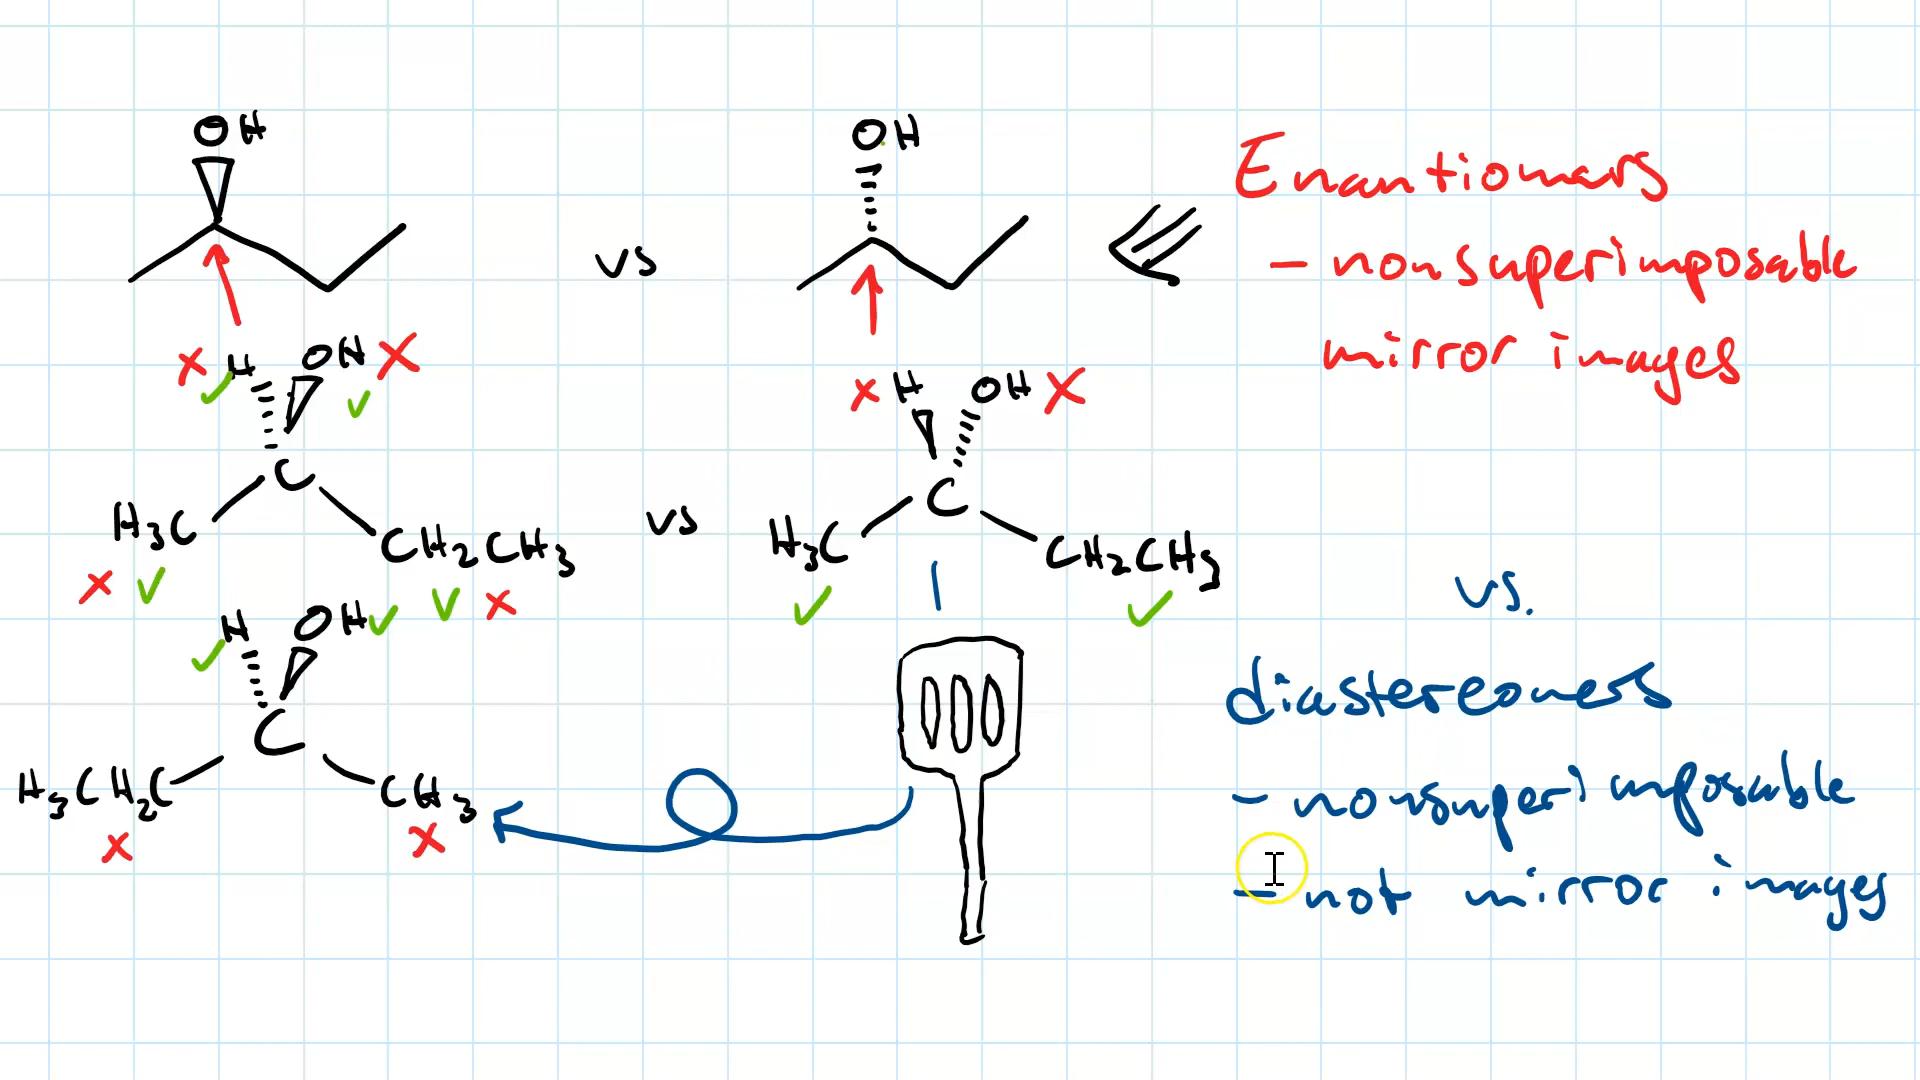 OH
OH
vs
Enantiomars
- nonsuperimposable
mirror images
H OH
C
H3C CH2CH3
vs
H OH
C
H3C CH2CH3
H OH
C
H3CH2C CH3
vs.
diastereomers
- nonsuperimposable
- not mirror images